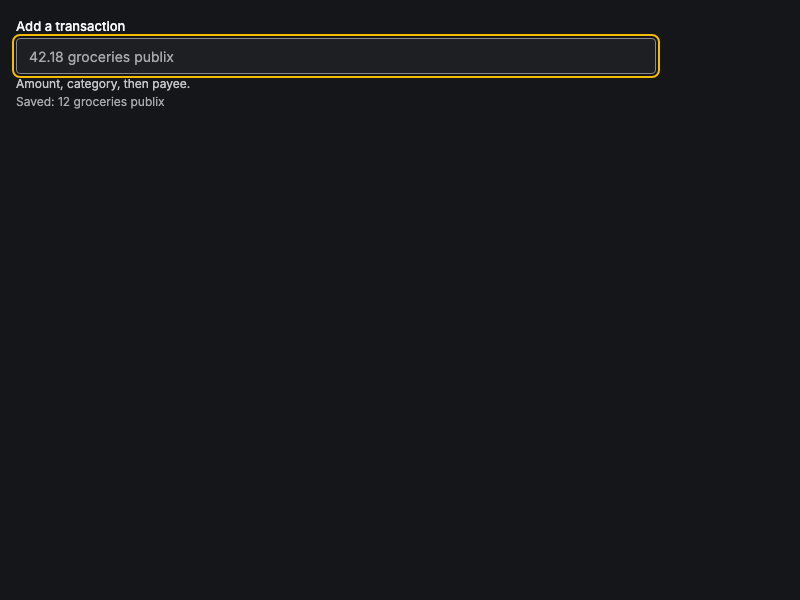 Add a transaction
42.18 groceries publix
Amount, category, then payee.
Saved: 12 groceries publix